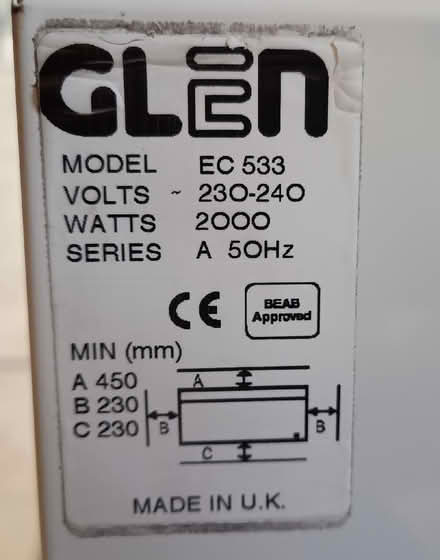 GLEN
MODEL EC 533
VOLTS ~ 230-240
WATTS 2000
SERIES A 50Hz
CE
BEAB
Approved
MIN (mm)
A 450
B 230
C 230
A
B
B
C
MADE IN U.K.